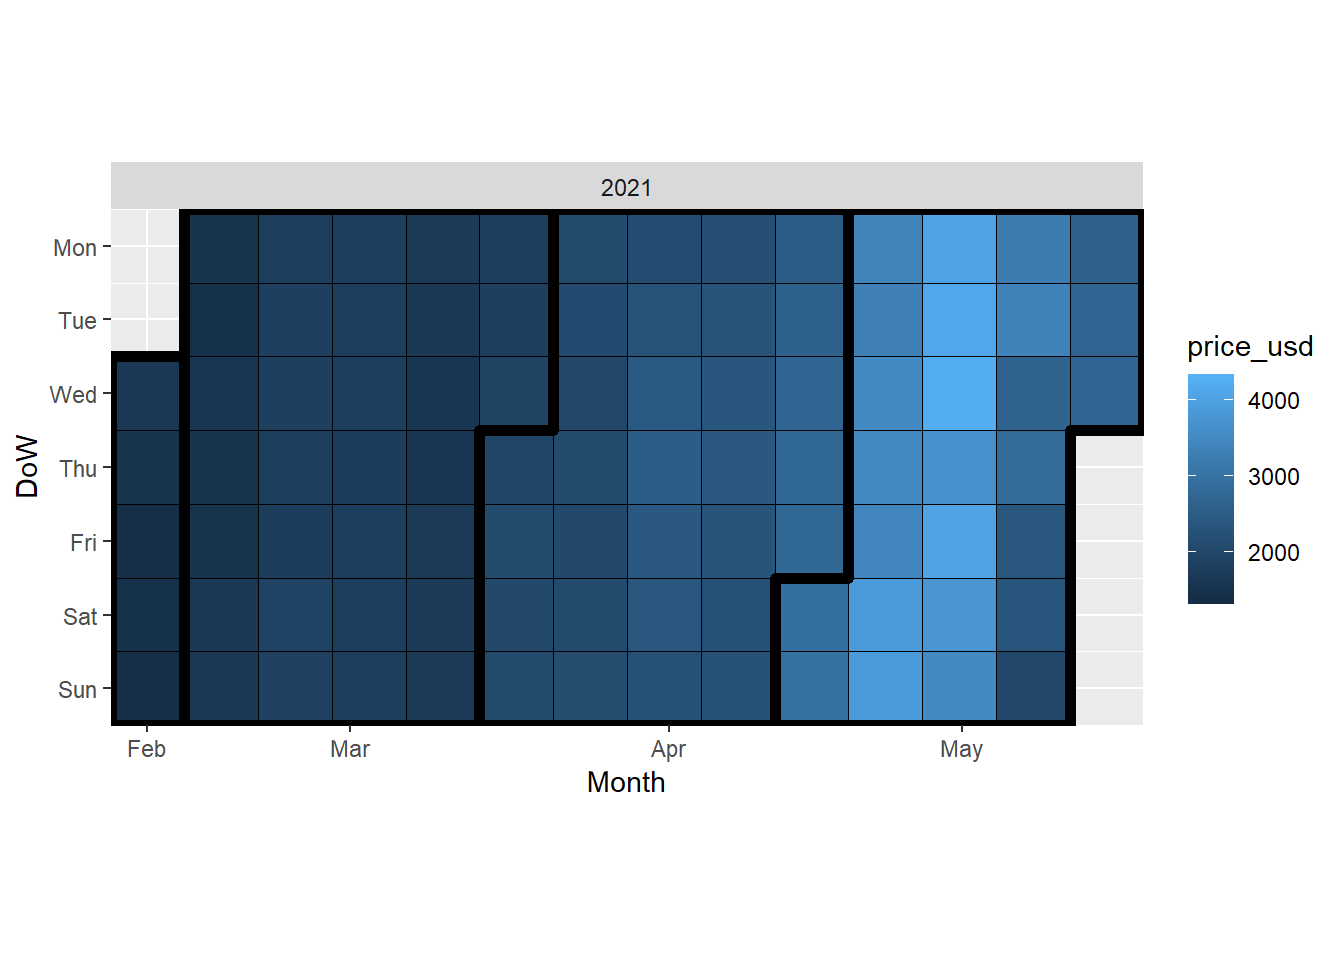 2021
Mon
Tue
Wed
Thu
Fri
Sat
Sun
DoW
Feb Mar Apr May
Month
price_usd
4000
3000
2000